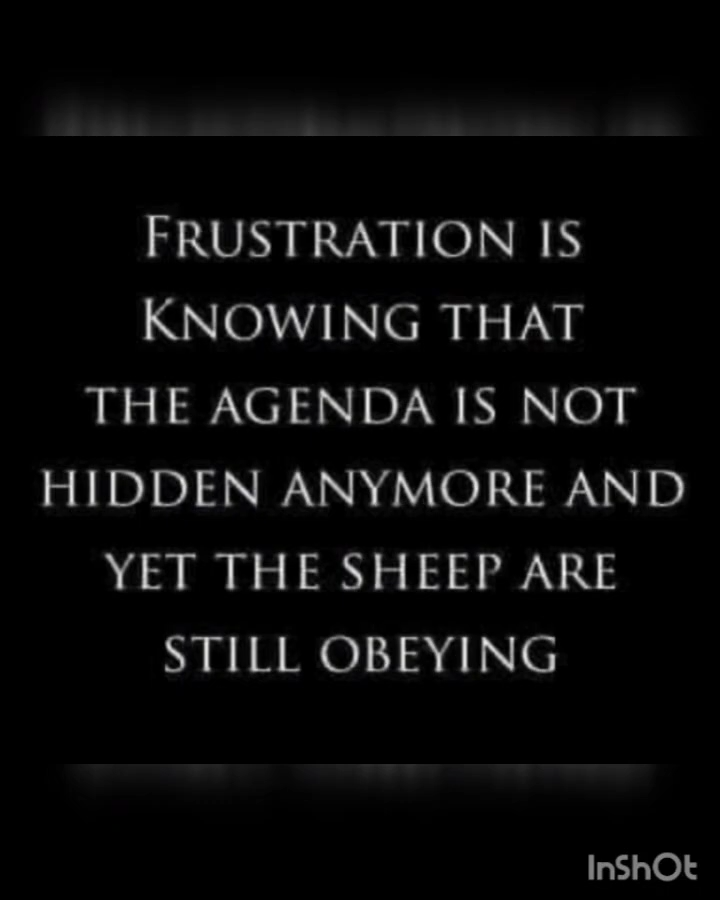 FRUSTRATION IS
KNOWING THAT
THE AGENDA IS NOT
HIDDEN ANYMORE AND
YET THE SHEEP ARE
STILL OBEYING
InShOt